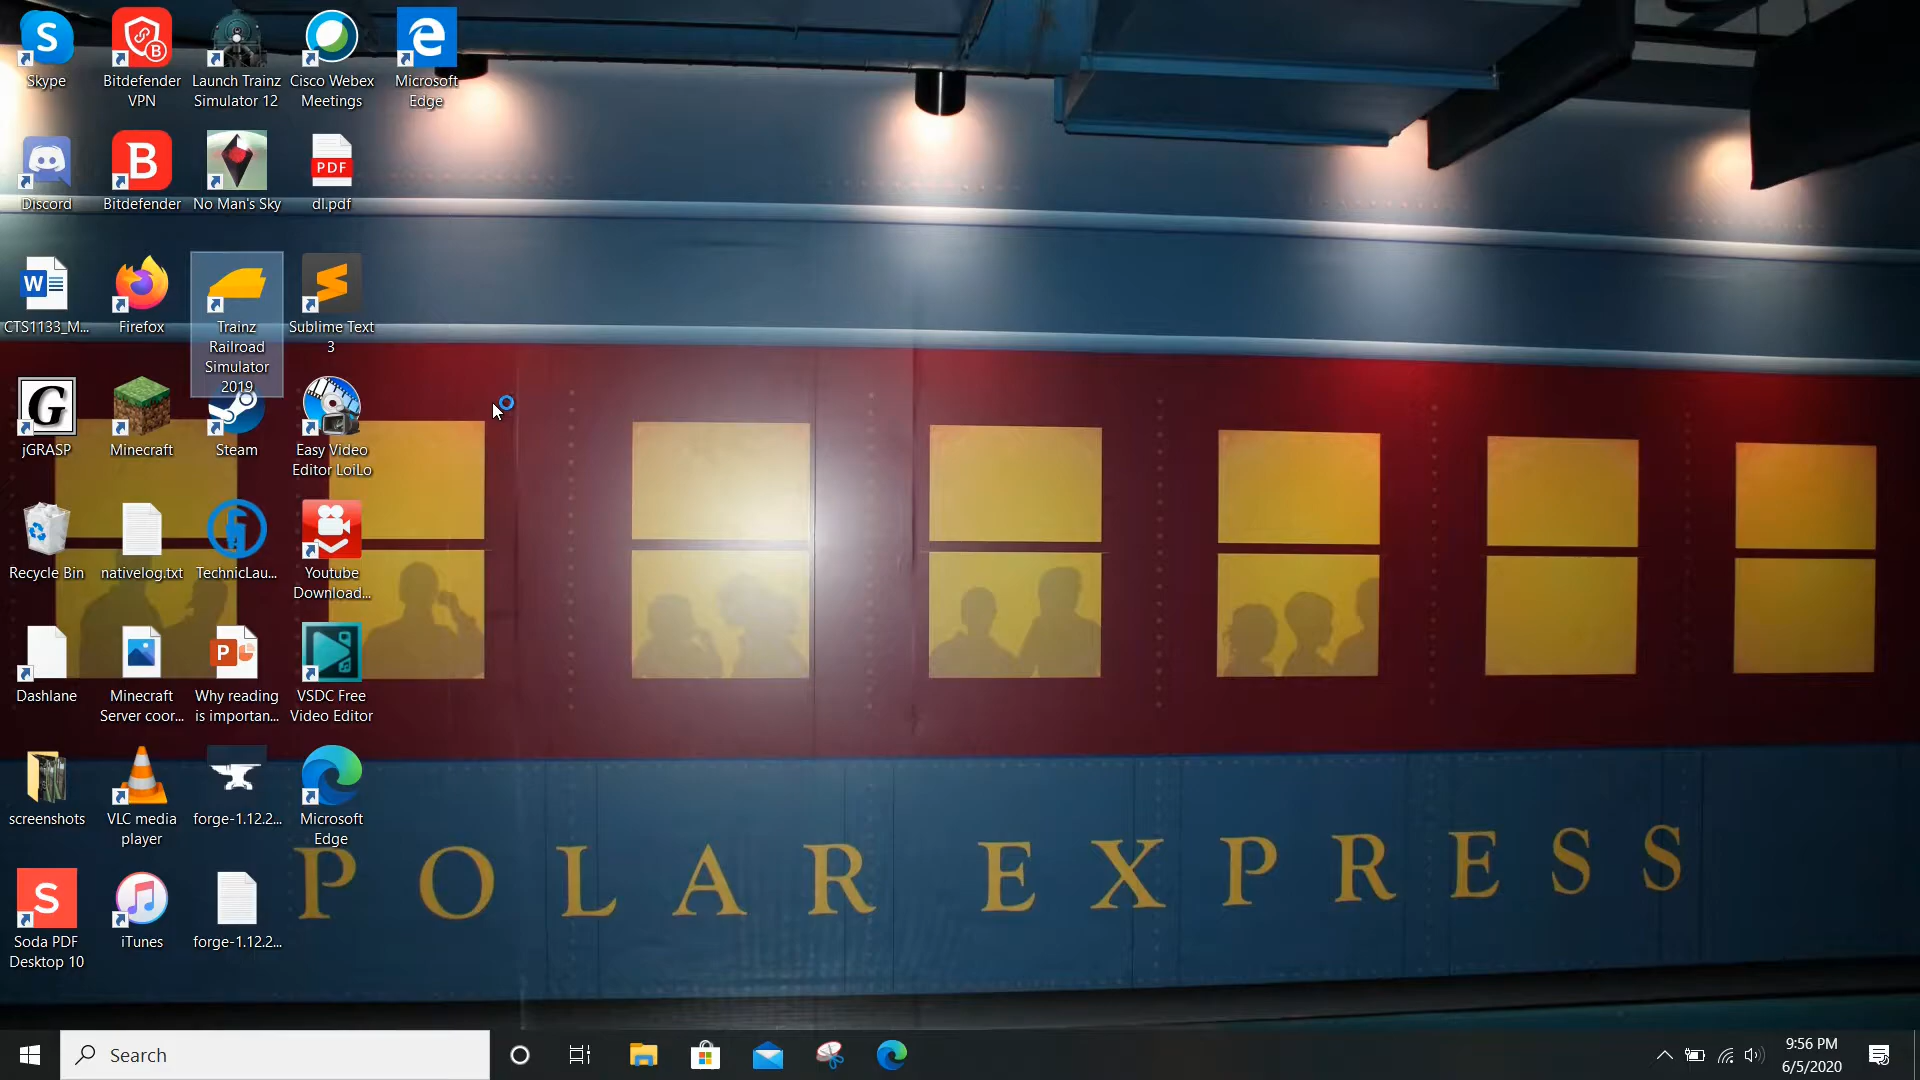 Skype
Bitdefender
VPN
Launch Trainz
Simulator 12
Cisco Webex
Meetings
Microsoft
Edge
Discord
B
Bitdefender
No Man's Sky
PDF
dl.pdf
W
CTS1133_M...
Firefox
Trainz
Railroad
Simulator
2019
Sublime Text
3
G
jGRASP
Minecraft
Steam
Easy Video
Editor LoiLo
Recycle Bin
nativelog.txt
TechnicLau...
Youtube
Download...
Dashlane
Minecraft
Server coor...
P
Why reading
is importan...
VSDC Free
Video Editor
screenshots
VLC media
player
forge-1.12.2...
Microsoft
Edge
POLAR EXPRESS
S
Soda PDF
Desktop 10
iTunes
forge-1.12.2...
Search
9:56 PM
6/5/2020